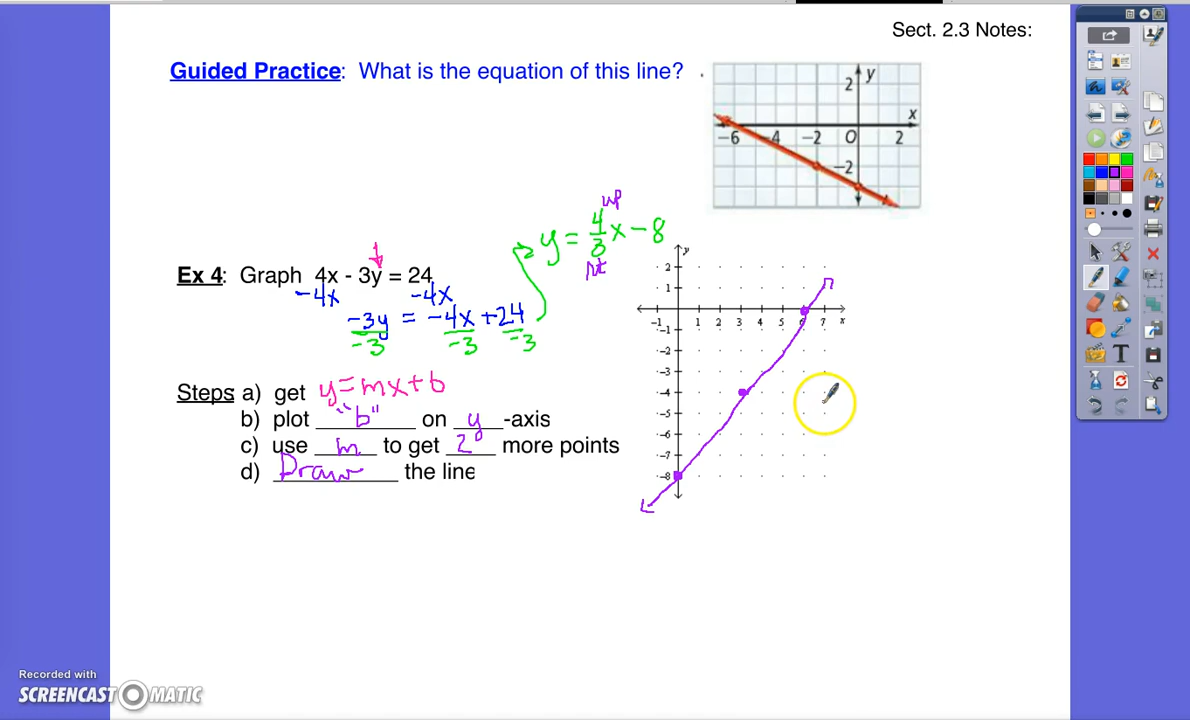 Sect. 2.3 Notes:
Guided Practice: What is the equation of this line?
2 y
x
-6 -4 -2 O 2
-2
up
y = 4/3 x - 8
rt
Ex 4: Graph 4x - 3y = 24
-4x -4x
-3y = -4x + 24
-3 -3 -3
Steps a) get y=mx+b
b) plot "b" on y -axis
c) use m to get 2 more points
d) Draw the line
y
2
1
-1 1 2 3 4 5 6 7 x
-1
-2
-3
-4
-5
-6
-7
-8
T
Recorded with
SCREENCAST O MATIC